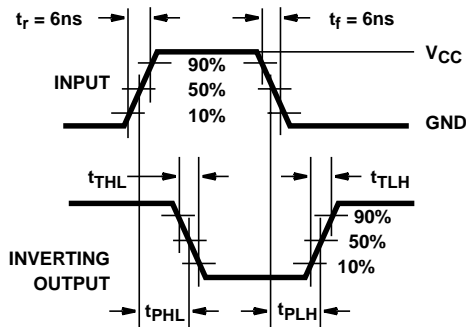 tr = 6ns
tf = 6ns
VCC
90%
INPUT
50%
10%
GND
tTHL
tTLH
90%
50%
INVERTING
OUTPUT
10%
tPHL
tPLH